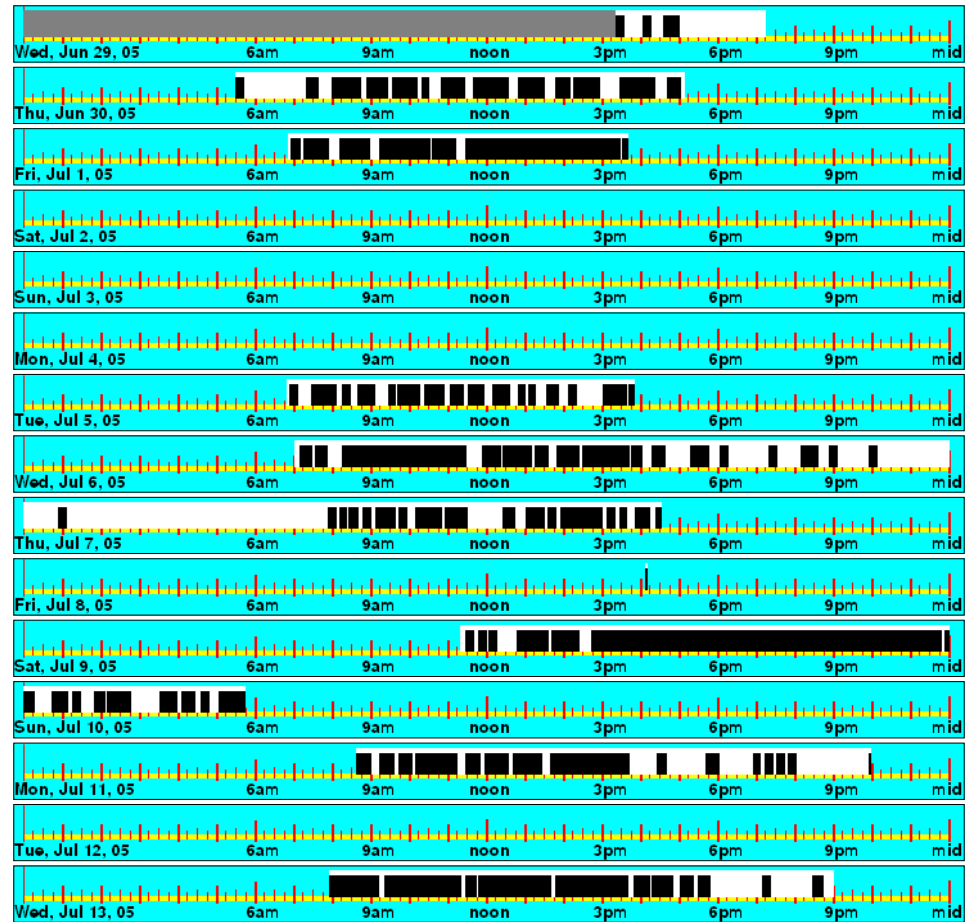 Wed, Jun 29, 05 6am 9am noon 3pm 6pm 9pm mid
Thu, Jun 30, 05 6am 9am noon 3pm 6pm 9pm mid
Fri, Jul 1, 05 6am 9am noon 3pm 6pm 9pm mid
Sat, Jul 2, 05 6am 9am noon 3pm 6pm 9pm mid
Sun, Jul 3, 05 6am 9am noon 3pm 6pm 9pm mid
Mon, Jul 4, 05 6am 9am noon 3pm 6pm 9pm mid
Tue, Jul 5, 05 6am 9am noon 3pm 6pm 9pm mid
Wed, Jul 6, 05 6am 9am noon 3pm 6pm 9pm mid
Thu, Jul 7, 05 6am 9am noon 3pm 6pm 9pm mid
Fri, Jul 8, 05 6am 9am noon 3pm 6pm 9pm mid
Sat, Jul 9, 05 6am 9am noon 3pm 6pm 9pm mid
Sun, Jul 10, 05 6am 9am noon 3pm 6pm 9pm mid
Mon, Jul 11, 05 6am 9am noon 3pm 6pm 9pm mid
Tue, Jul 12, 05 6am 9am noon 3pm 6pm 9pm mid
Wed, Jul 13, 05 6am 9am noon 3pm 6pm 9pm mid